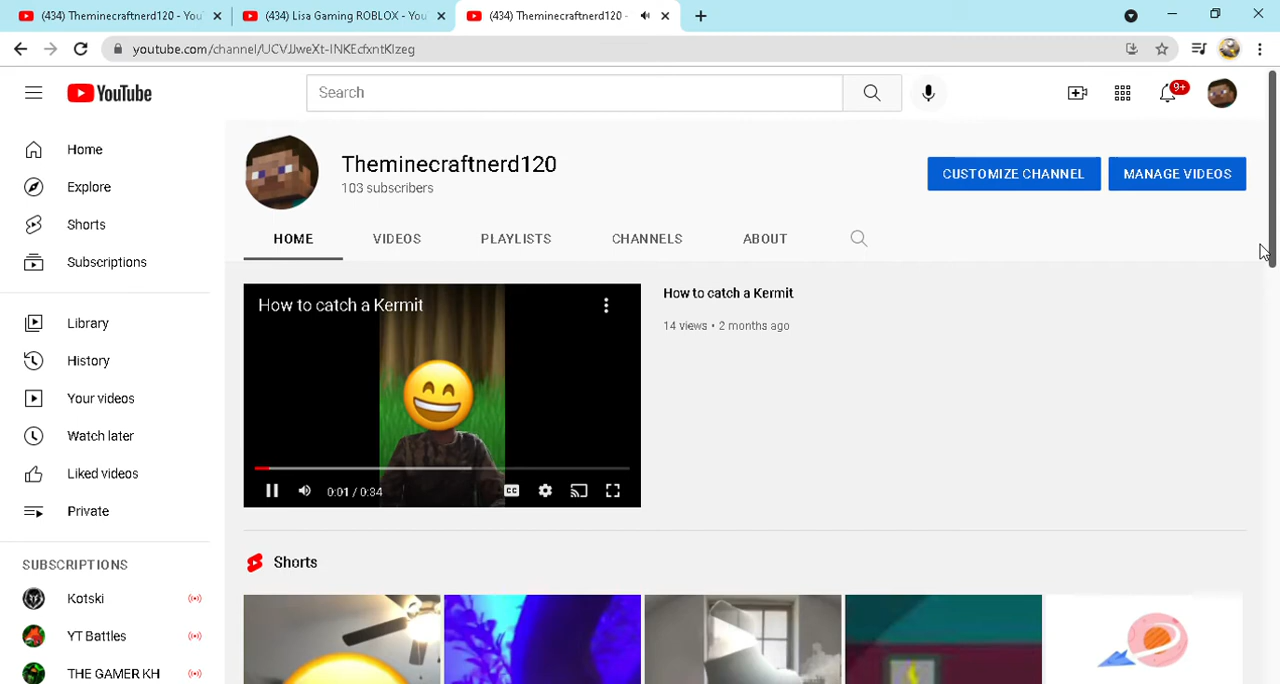 (434) Theminecraftnerd120 - You
(434) Lisa Gaming ROBLOX - You
(434) Theminecraftnerd120 -
youtube.com/channel/UCVJJweXt-INKEcfxntKIzeg
YouTube
Search
9+
Home
Explore
Shorts
Subscriptions
Library
History
Your videos
Watch later
Liked videos
Private
SUBSCRIPTIONS
Kotski
YT Battles
THE GAMER LH
Theminecraftnerd120
103 subscribers
CUSTOMIZE CHANNEL
MANAGE VIDEOS
HOME
VIDEOS
PLAYLISTS
CHANNELS
ABOUT
How to catch a Kermit
0:01 / 0:34
CC
How to catch a Kermit
14 views • 2 months ago
Shorts